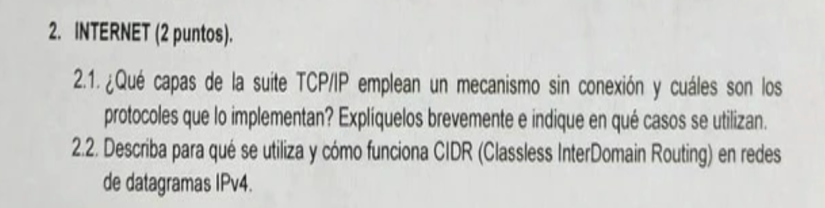 2. INTERNET (2 puntos).
2.1. ¿Qué capas de la suite TCP/IP emplean un mecanismo sin conexión y cuáles son los
protocoles que lo implementan? Explíquelos brevemente e indique en qué casos se utilizan.
2.2. Describa para qué se utiliza y cómo funciona CIDR (Classless InterDomain Routing) en redes
de datagramas IPv4.